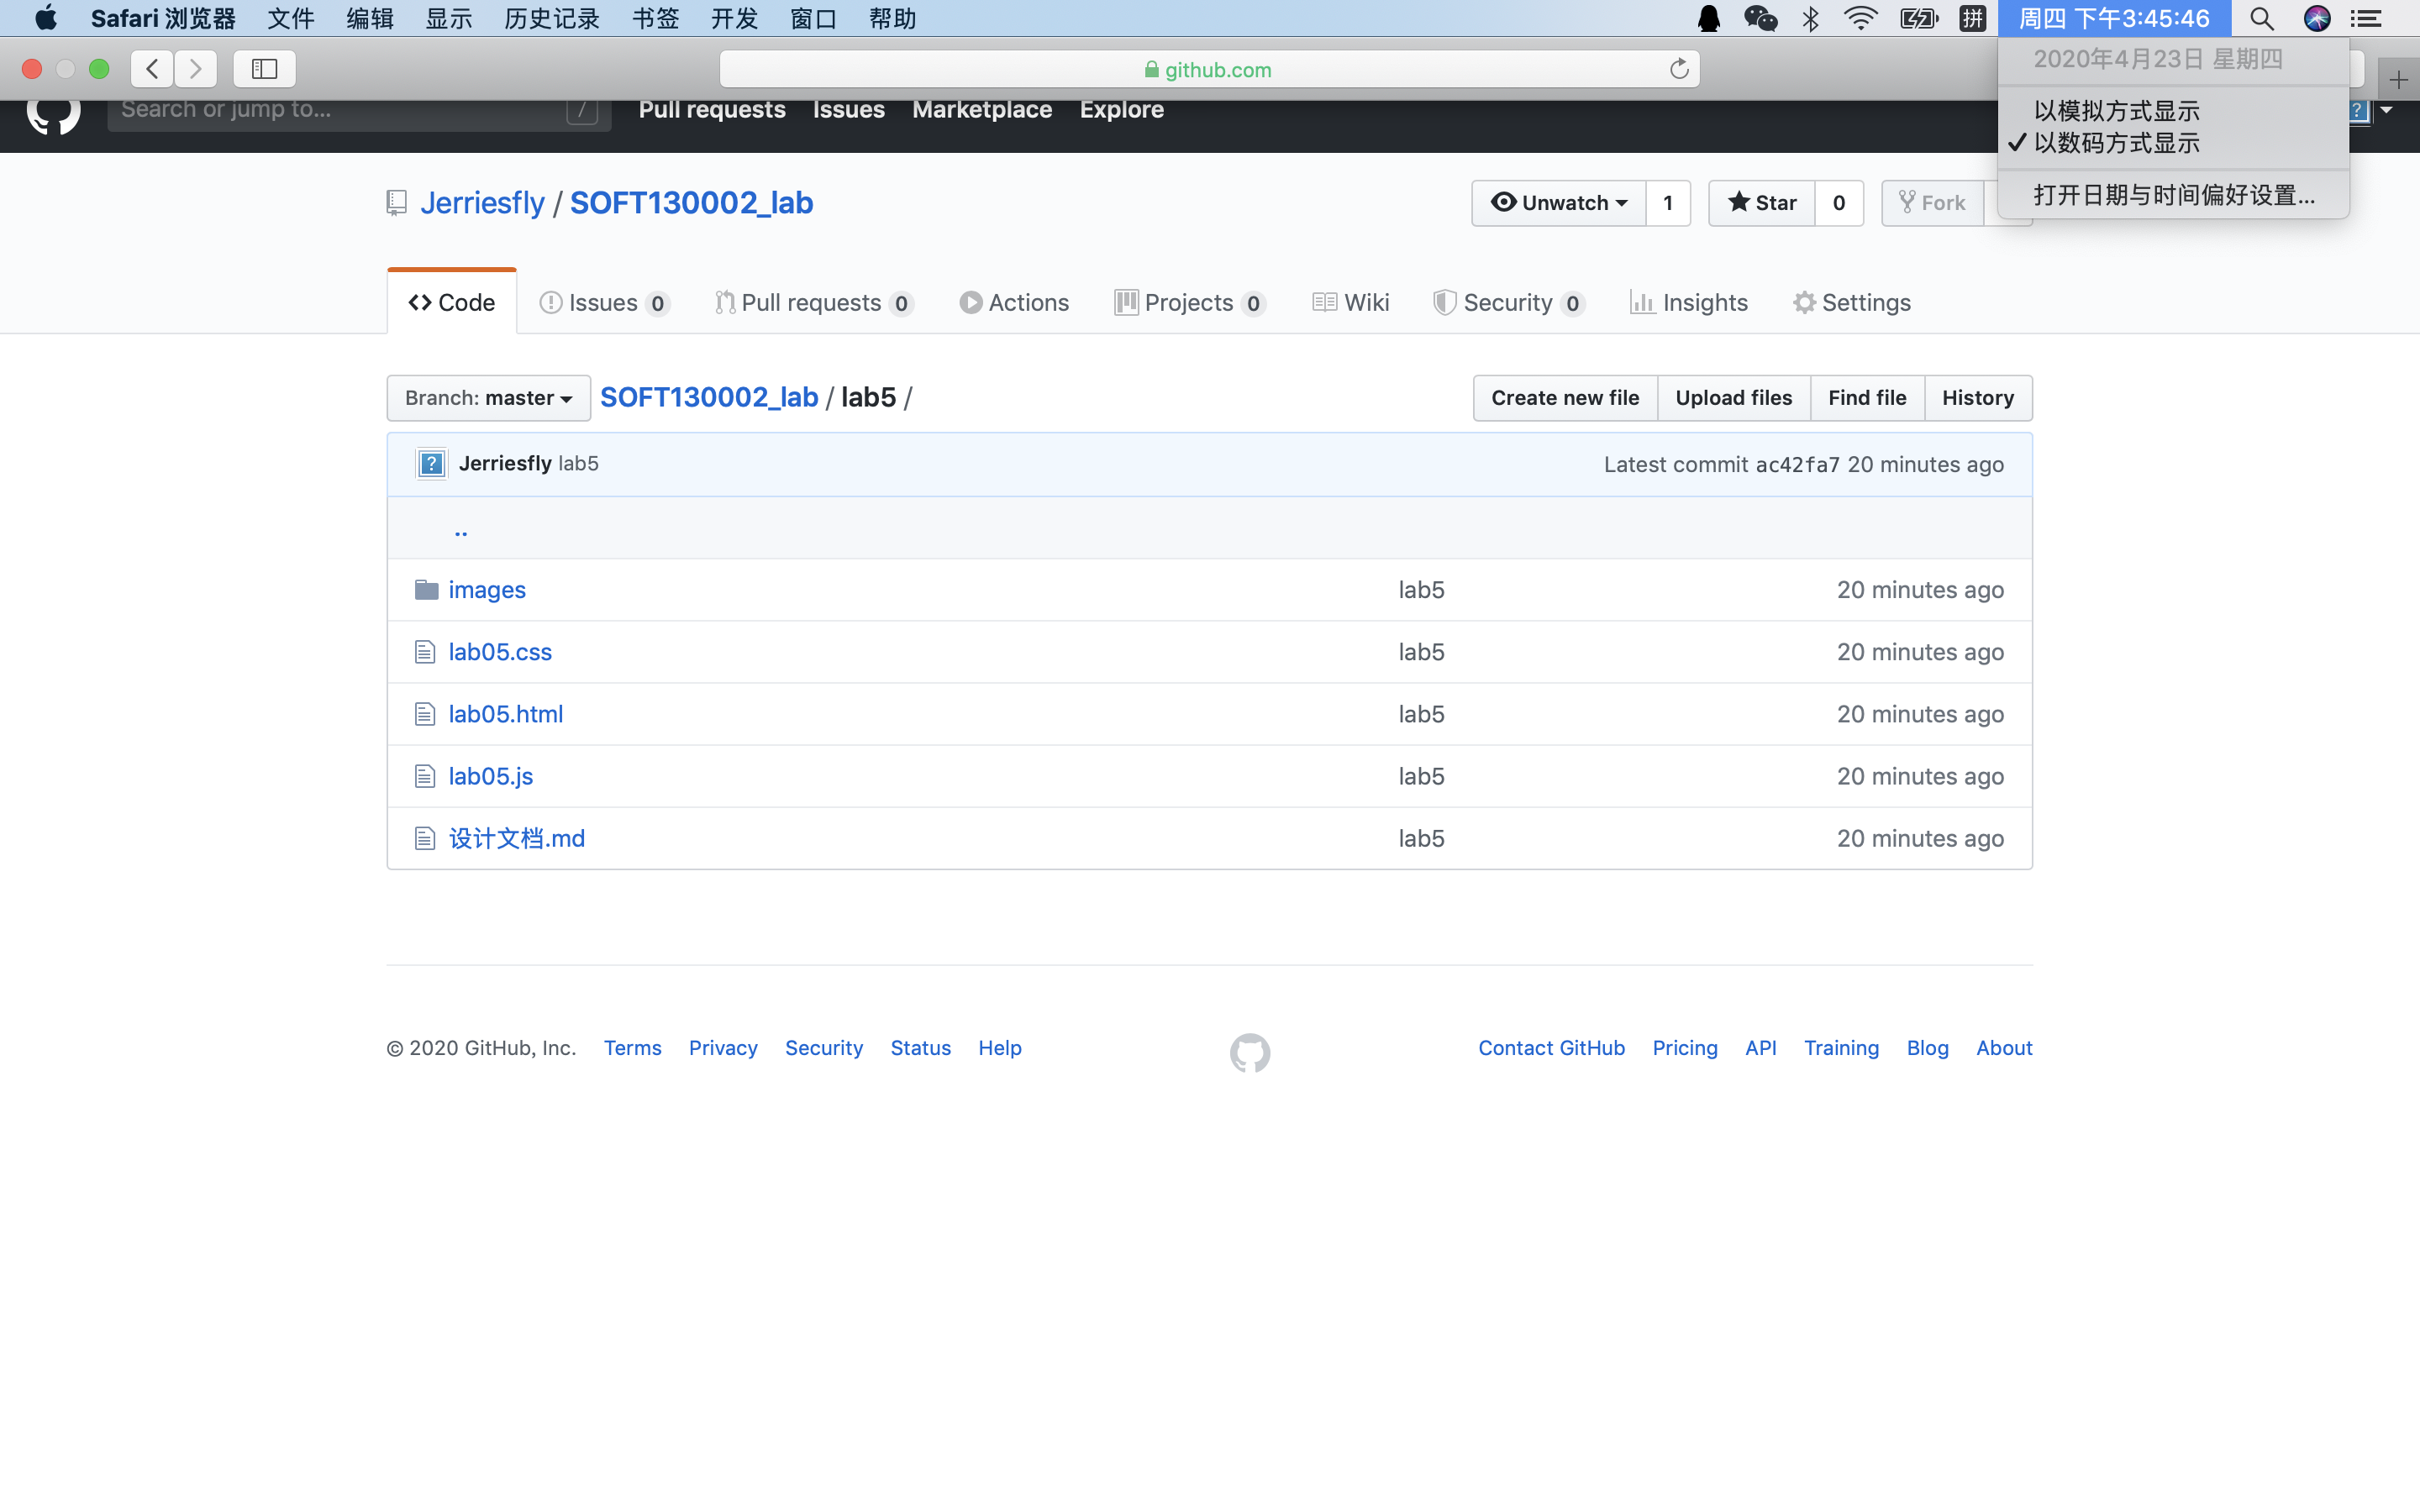 Safari 浏览器 文件 编辑 显示 历史记录 书签 开发 窗口 帮助 拼 周四 下午3:45:46
github.com
2020年4月23日 星期四
以模拟方式显示
✓ 以数码方式显示
打开日期与时间偏好设置...
Search or jump to... / Pull requests Issues Marketplace Explore
Jerriesfly / SOFT130002_lab
Unwatch 1 Star 0 Fork
Code Issues 0 Pull requests 0 Actions Projects 0 Wiki Security 0 Insights Settings
Branch: master SOFT130002_lab / lab5 / Create new file Upload files Find file History
Jerriesfly lab5 Latest commit ac42fa7 20 minutes ago
..
images lab5 20 minutes ago
lab05.css lab5 20 minutes ago
lab05.html lab5 20 minutes ago
lab05.js lab5 20 minutes ago
设计文档.md lab5 20 minutes ago
© 2020 GitHub, Inc. Terms Privacy Security Status Help Contact GitHub Pricing API Training Blog About